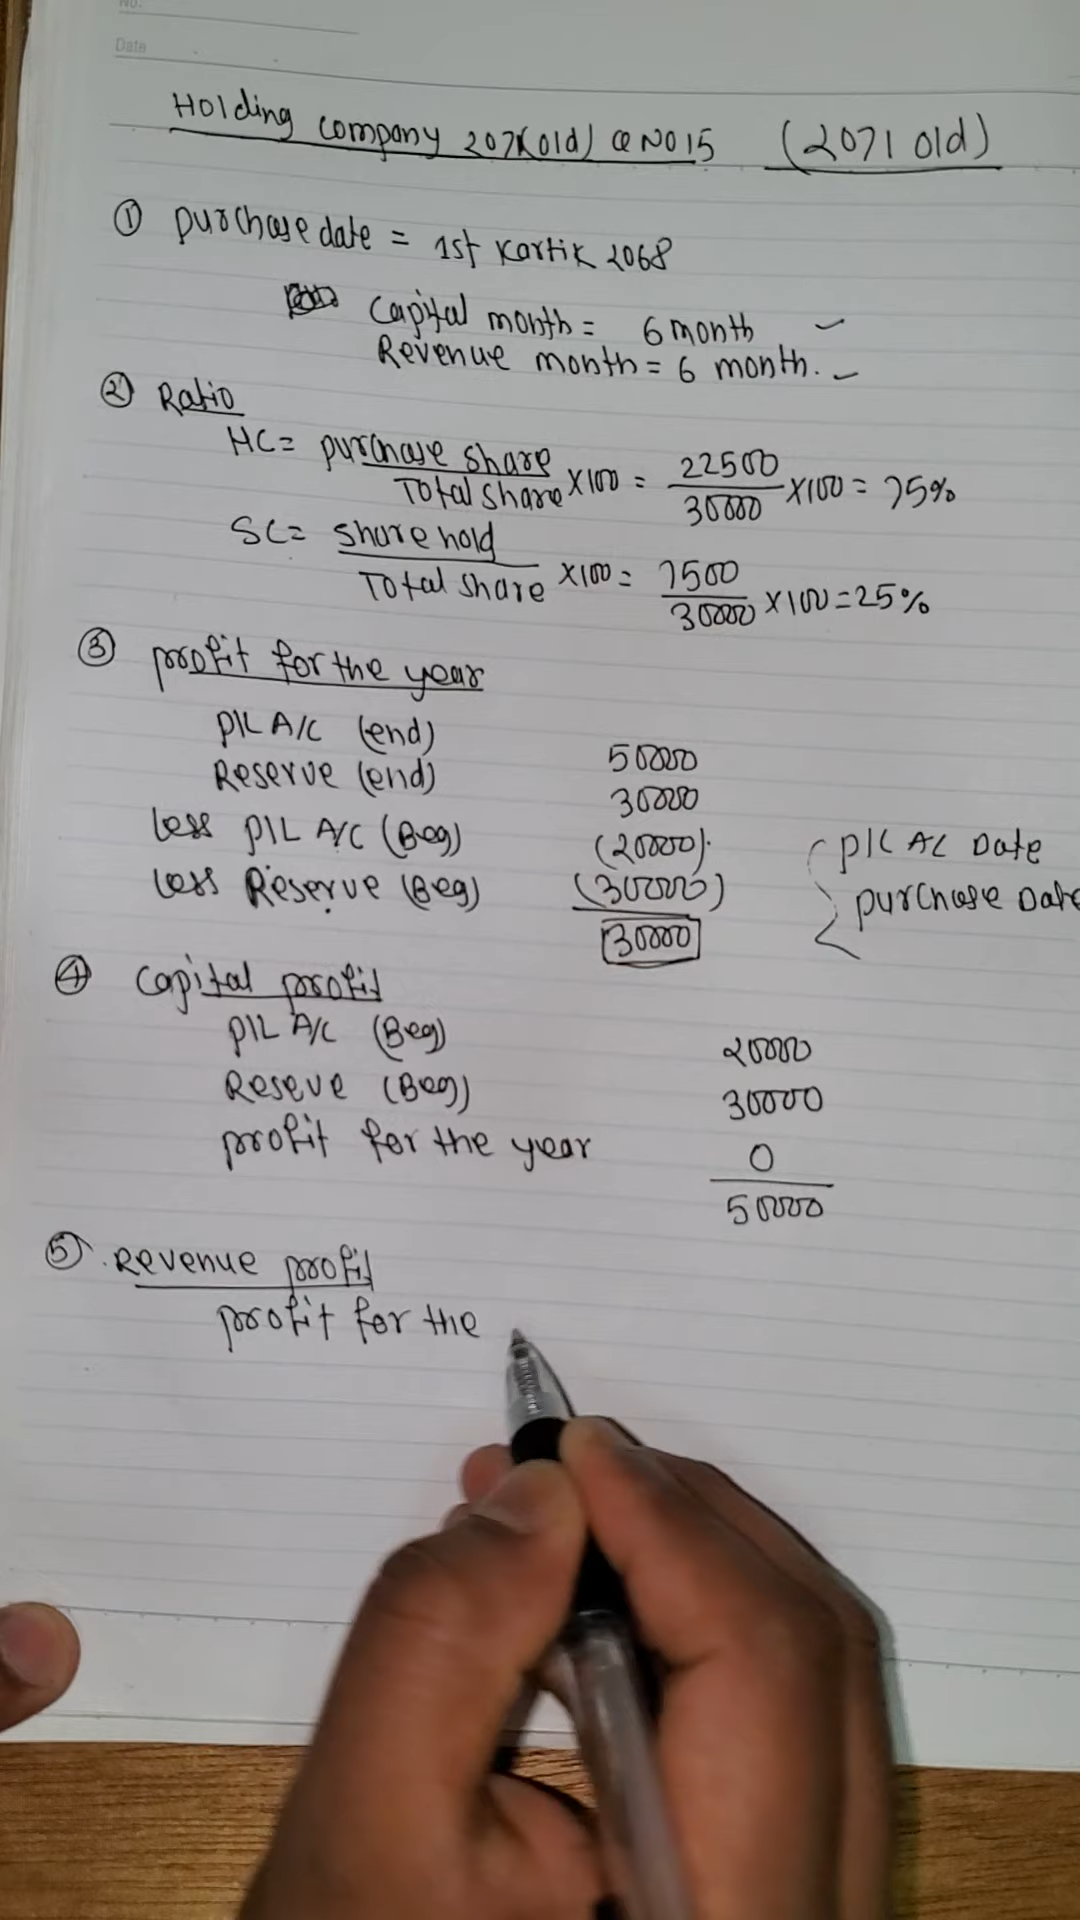 No.
Date
Holding company 2071(old) Q NO 15 (2071 old)
① purchase date = 1st Kartik 2068
Capital month = 6 month
Revenue month = 6 month.
② Ratio
HC = purchase share / Total share ×100 = 22500 / 30000 ×100 = 75%
SC = share hold / Total share ×100 = 7500 / 30000 ×100 = 25%
③ profit for the year
P/L A/C (end) 50000
Reserve (end) 30000
Less P/L A/C (Beg) (20000) P/L AC Date
Less Reserve (Beg) (30000) purchase Date
30000
④ Capital profit
P/L A/C (Beg) 20000
Reseve (Beg) 30000
profit for the year 0
50000
⑤ Revenue profit
profit for the